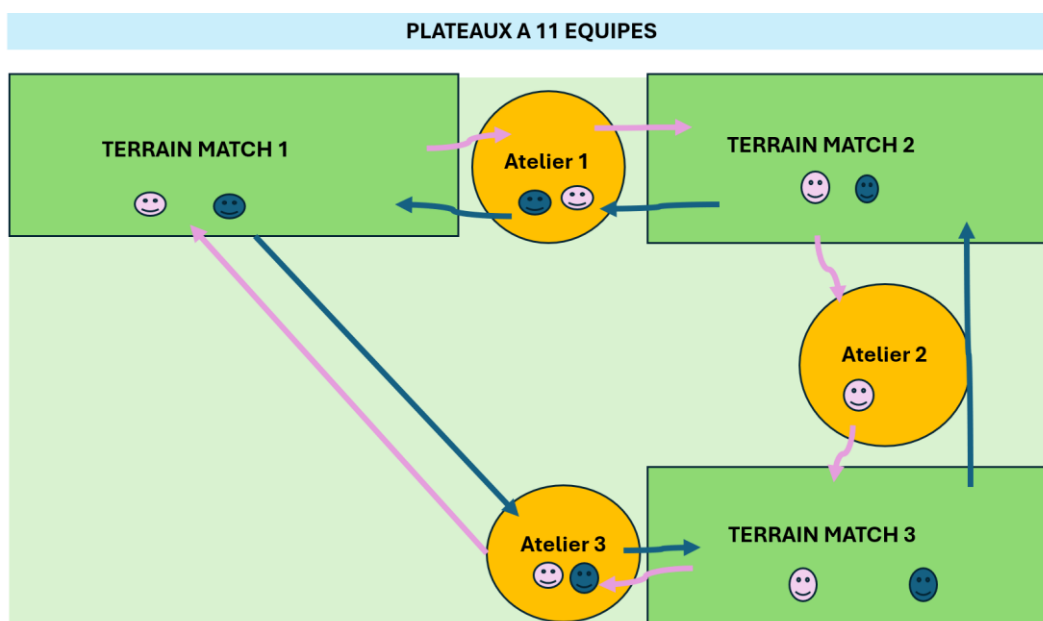 PLATEAUX A 11 EQUIPES
TERRAIN MATCH 1
Atelier 1
TERRAIN MATCH 2
Atelier 2
Atelier 3
TERRAIN MATCH 3